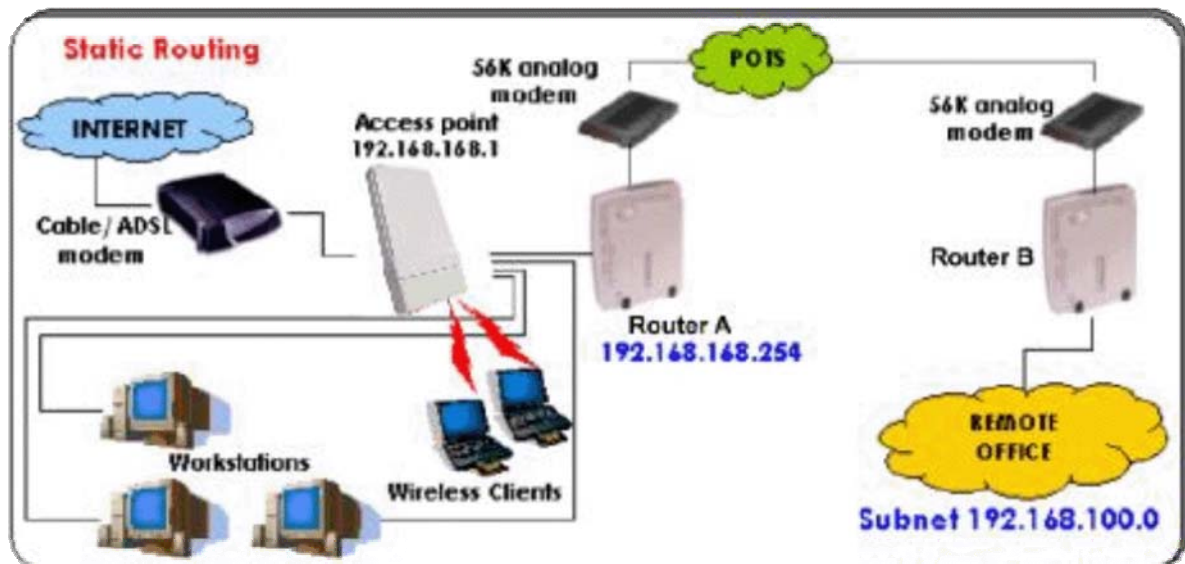 Static Routing
INTERNET
Cable/ADSL
modem
Access point
192.168.168.1
56K analog
modem
POTS
56K analog
modem
Router A
192.168.168.254
Router B
REMOTE
OFFICE
Subnet 192.168.100.0
Workstations
Wireless Clients